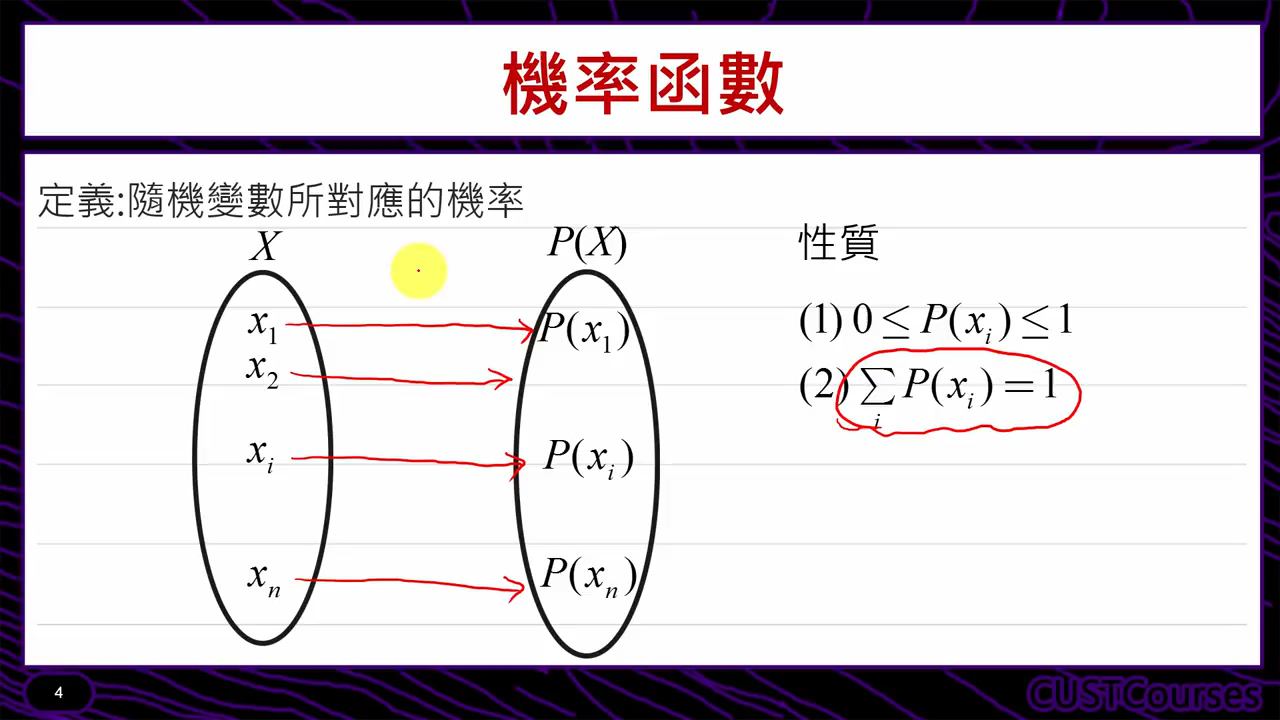 機率函數
定義:隨機變數所對應的機率
X
P(X)
x₁
x₂
xᵢ
xₙ
P(x₁)
P(xᵢ)
P(xₙ)
性質
(1) 0 ≤ P(xᵢ) ≤ 1
(2) ∑ᵢ P(xᵢ) = 1
4
CUSTCourses